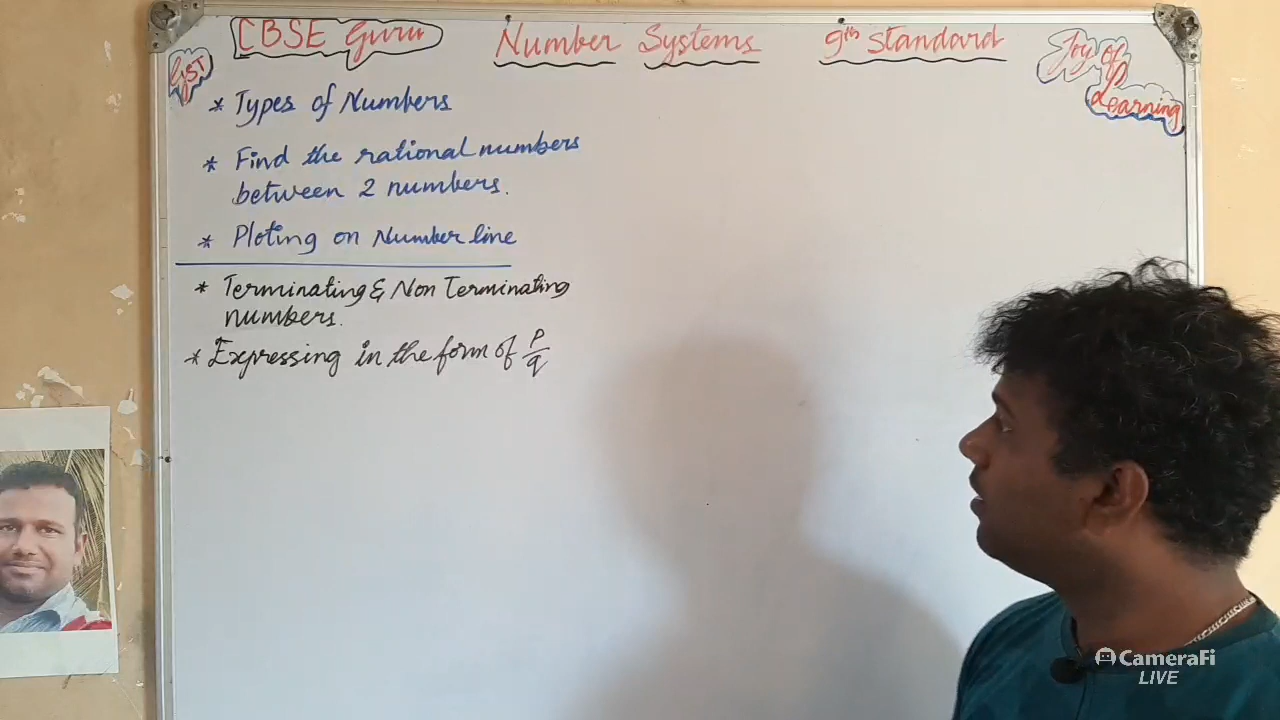 CBSE Guru
Number Systems
9th Standard
Joy of
Learning
* Types of Numbers
* Find the rational numbers
between 2 numbers.
* Ploting on Number line
* Terminating & Non Terminating
numbers.
* Expressing in the form of p/q
CameraFi
LIVE